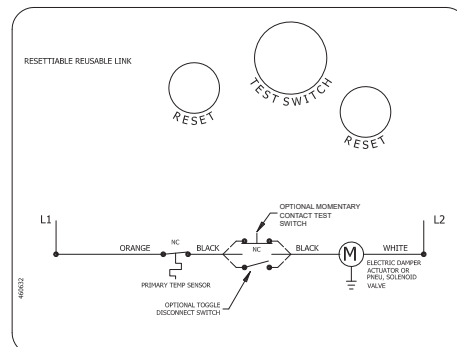 RESETTIABLE REUSABLE LINK
TEST SWITCH
RESET
RESET
OPTIONAL MOMENTARY
CONTACT TEST
SWITCH
L1
L2
ORANGE
NC
BLACK
NC
BLACK
M
WHITE
PRIMARY TEMP SENSOR
ELECTRIC DAMPER
ACTUATOR OR
PNEU, SOLENOID
VALVE
OPTIONAL TOGGLE
DISCONNECT SWITCH
460632